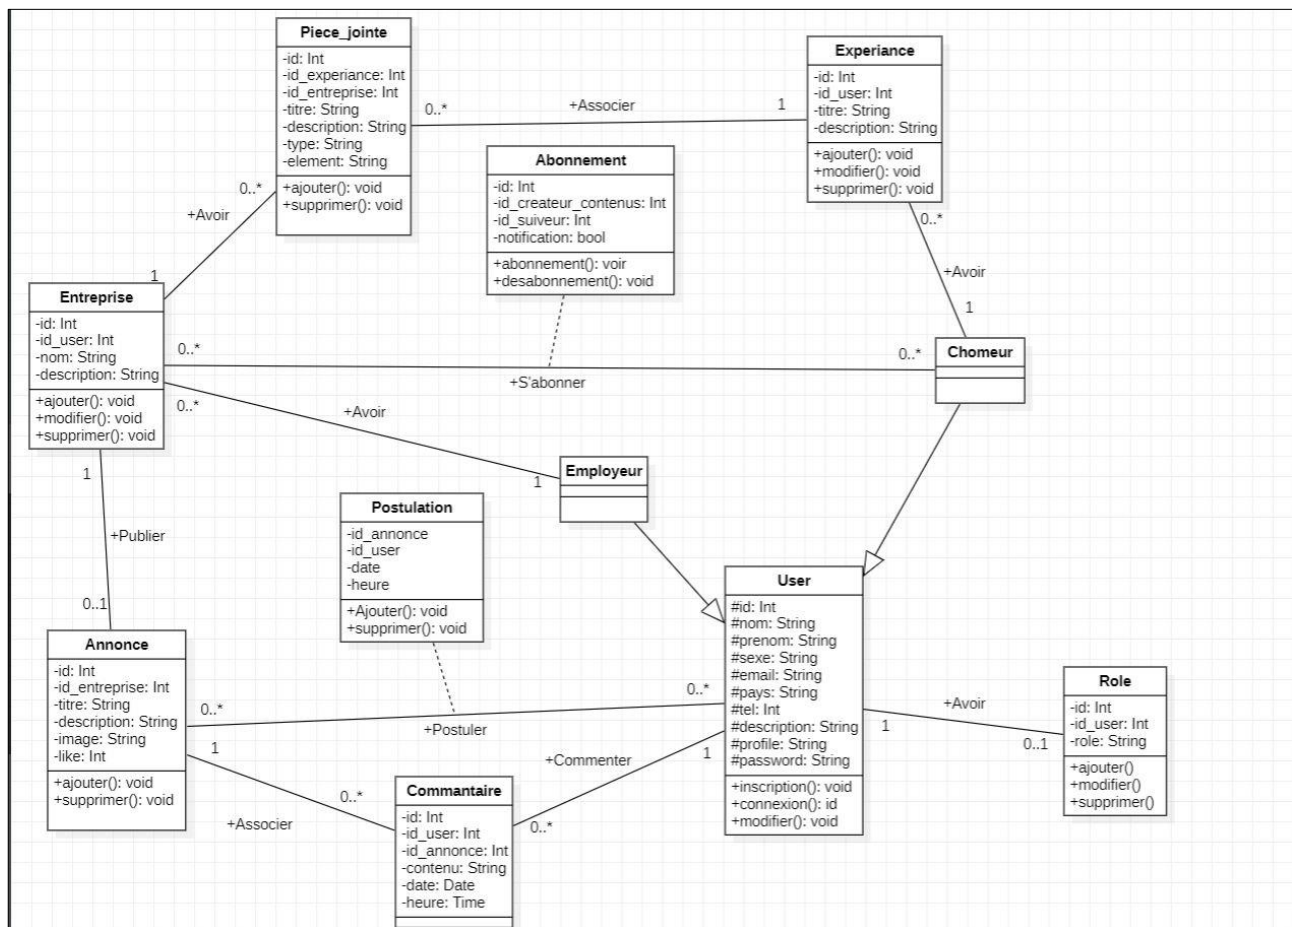 Piece_jointe
-id: Int
-id_experiance: Int
-id_entreprise: Int
-titre: String
-description: String
-type: String
-element: String
+ajouter(): void
+supprimer(): void
0..*
+Associer
1
Experiance
-id: Int
-id_user: Int
-titre: String
-description: String
+ajouter(): void
+modifier(): void
+supprimer(): void
Abonnement
-id: Int
-id_createur_contenus: Int
-id_suiveur: Int
-notification: bool
+abonnement(): voir
+desabonnement(): void
0..*
+Avoir
1
0..*
+Avoir
1
Entreprise
-id: Int
-id_user: Int
-nom: String
-description: String
+ajouter(): void
+modifier(): void
+supprimer(): void
0..*
+S'abonner
0..*
Chomeur
0..*
+Avoir
1
Employeur
1
+Publier
0..1
Postulation
-id_annonce
-id_user
-date
-heure
+Ajouter(): void
+supprimer(): void
User
#id: Int
#nom: String
#prenom: String
#sexe: String
#email: String
#pays: String
#tel: Int
#description: String
#profile: String
#password: String
+inscription(): void
+connexion(): id
+modifier(): void
Annonce
-id: Int
-id_entreprise: Int
-titre: String
-description: String
-image: String
-like: Int
+ajouter(): void
+supprimer(): void
0..*
+Postuler
0..*
+Avoir
1
0..1
Role
-id: Int
-id_user: Int
-role: String
+ajouter()
+modifier()
+supprimer()
1
+Associer
0..*
+Commenter
1
0..*
Commantaire
-id: Int
-id_user: Int
-id_annonce: Int
-contenu: String
-date: Date
-heure: Time